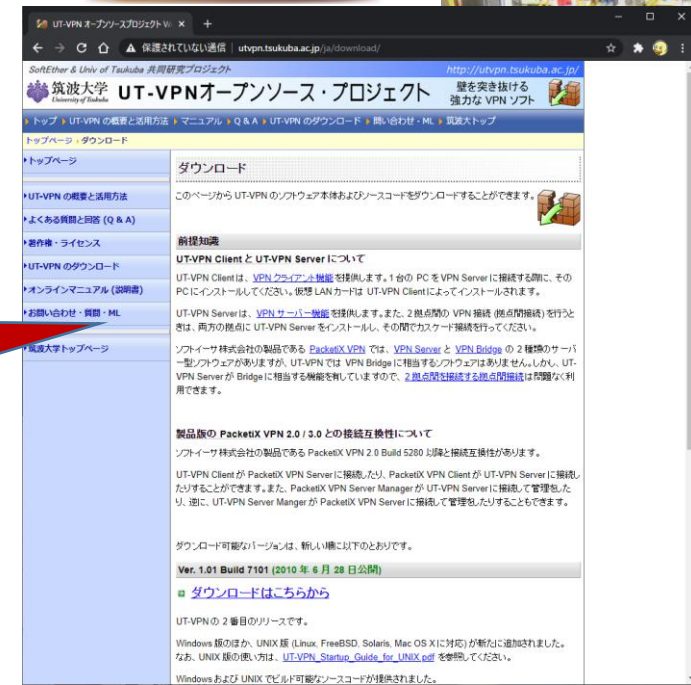 UT-VPN オープンソースプロジェクト W
保護されていない通信 | utvpn.tsukuba.ac.jp/ja/download/
SoftEther & Univ of Tsukuba 共同研究プロジェクト
http://utvpn.tsukuba.ac.jp/
筑波大学
University of Tsukuba
UT-VPNオープンソース・プロジェクト
壁を突き抜ける
強力な VPN ソフト
トップ UT-VPN の概要と活用方法 マニュアル Q & A UT-VPN のダウンロード 問い合わせ・ML 筑波大トップ
トップページ › ダウンロード
トップページ
UT-VPN の概要と活用方法
よくある質問と回答 (Q & A)
著作権・ライセンス
UT-VPN のダウンロード
オンラインマニュアル (説明書)
お問い合わせ・質問・ML
筑波大学トップページ
ダウンロード
このページから UT-VPN のソフトウェア本体およびソースコードをダウンロードすることができます。
前提知識
UT-VPN Client と UT-VPN Server について
UT-VPN Client は、VPN クライアント機能を提供します。1 台の PC を VPN Server に接続する際に、その
PC にインストールしてください。仮想 LAN カードは UT-VPN Client によってインストールされます。
UT-VPN Server は、VPN サーバー機能を提供します。また、2 拠点間の VPN 接続 (拠点間接続) を行うと
きは、両方の拠点に UT-VPN Server をインストールし、その間でカスケード接続を行ってください。
ソフトイーサ株式会社の製品である PacketiX VPN では、VPN Server と VPN Bridge の 2 種類のサーバ
ー型ソフトウェアがありますが、UT-VPN では VPN Bridge に相当するソフトウェアはありません。しかし、UT-
VPN Server が Bridge に相当する機能を有していますので、2 拠点間を接続する拠点間接続は問題なく利
用できます。
製品版の PacketiX VPN 2.0 / 3.0 との接続互換性について
ソフトイーサ株式会社の製品である PacketiX VPN 2.0 Build 5280 以降と接続互換性があります。
UT-VPN Client が PacketiX VPN Server に接続したり、PacketiX VPN Client が UT-VPN Server に接続し
たりすることができます。また、PacketiX VPN Server Manager が UT-VPN Server に接続して管理をした
り、逆に、UT-VPN Server Manger が PacketiX VPN Server に接続して管理をしたりすることもできます。
ダウンロード可能なバージョンは、新しい順に以下のとおりです。
Ver. 1.01 Build 7101 (2010 年 6 月 28 日公開)
ダウンロードはこちらから
UT-VPN の 2 番目のリリースです。
Windows 版のほか、UNIX 版 (Linux, FreeBSD, Solaris, Mac OS X に対応) が新たに追加されました。
なお、UNIX 版の使い方は、UT-VPN_Startup_Guide_for_UNIX.pdf を参照してください。
Windows および UNIX でビルド可能なソースコードが提供されました。